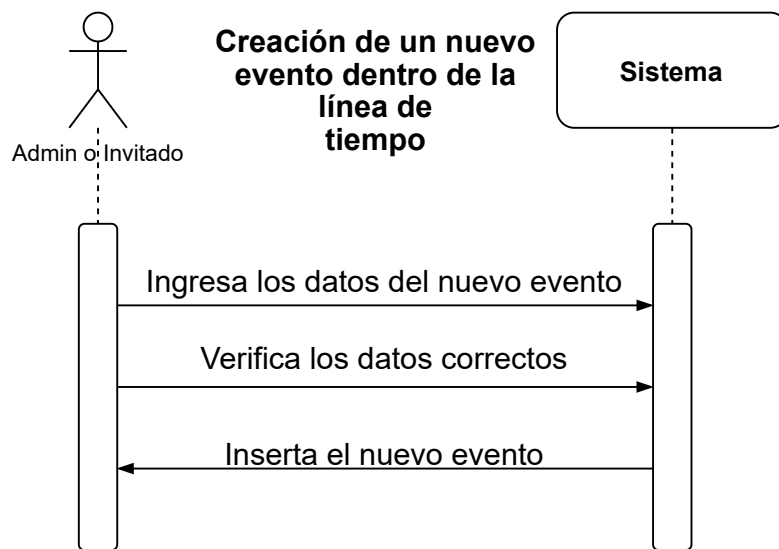 Creación de un nuevo
evento dentro de la
línea de
tiempo
Sistema
Admin o Invitado
Ingresa los datos del nuevo evento
Verifica los datos correctos
Inserta el nuevo evento